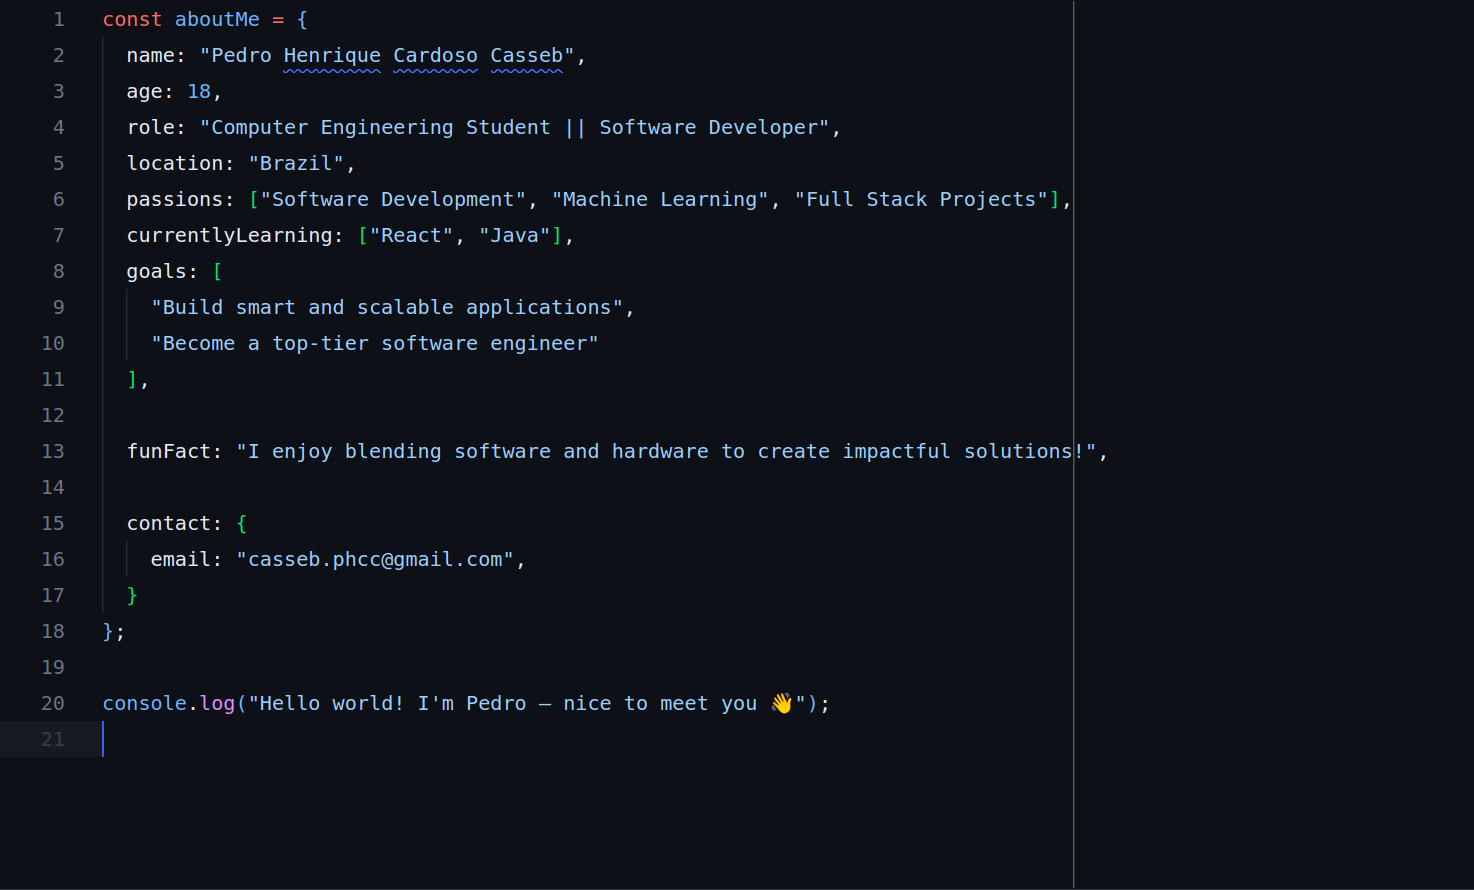 1 const aboutMe = {
2   name: "Pedro Henrique Cardoso Casseb",
3   age: 18,
4   role: "Computer Engineering Student || Software Developer",
5   location: "Brazil",
6   passions: ["Software Development", "Machine Learning", "Full Stack Projects"],
7   currentlyLearning: ["React", "Java"],
8   goals: [
9     "Build smart and scalable applications",
10     "Become a top-tier software engineer"
11   ],
12
13   funFact: "I enjoy blending software and hardware to create impactful solutions!",
14
15   contact: {
16     email: "casseb.phcc@gmail.com",
17   }
18 };
19
20 console.log("Hello world! I'm Pedro — nice to meet you 👋");
21